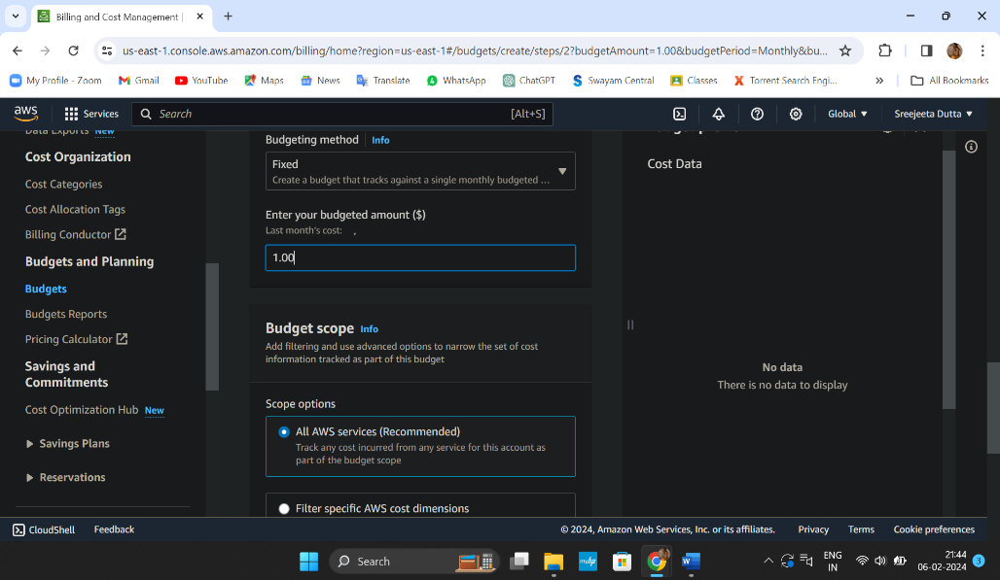 Billing and Cost Management |
us-east-1.console.aws.amazon.com/billing/home?region=us-east-1#/budgets/create/steps/2?budgetAmount=1.00&budgetPeriod=Monthly&bu...
My Profile - Zoom
Gmail
YouTube
Maps
News
Translate
WhatsApp
ChatGPT
Swayam Central
Classes
Torrent Search Engi...
»
All Bookmarks
aws
Services
Search
[Alt+S]
Global
Sreejeeta Dutta
Data Exports New
Cost Organization
Cost Categories
Cost Allocation Tags
Billing Conductor
Budgets and Planning
Budgets
Budgets Reports
Pricing Calculator
Savings and
Commitments
Cost Optimization Hub New
Savings Plans
Reservations
Budgeting method | Info
Fixed
Create a budget that tracks against a single monthly budgeted ...
Enter your budgeted amount ($)
Last month's cost:
1.00
Budget scope Info
Add filtering and use advanced options to narrow the set of cost
information tracked as part of this budget
Scope options
All AWS services (Recommended)
Track any cost incurred from any service for this account as
part of the budget scope
Filter specific AWS cost dimensions
Cost Data
No data
There is no data to display
CloudShell
Feedback
© 2024, Amazon Web Services, Inc. or its affiliates.
Privacy
Terms
Cookie preferences
Search
ENG
IN
21:44
06-02-2024
3